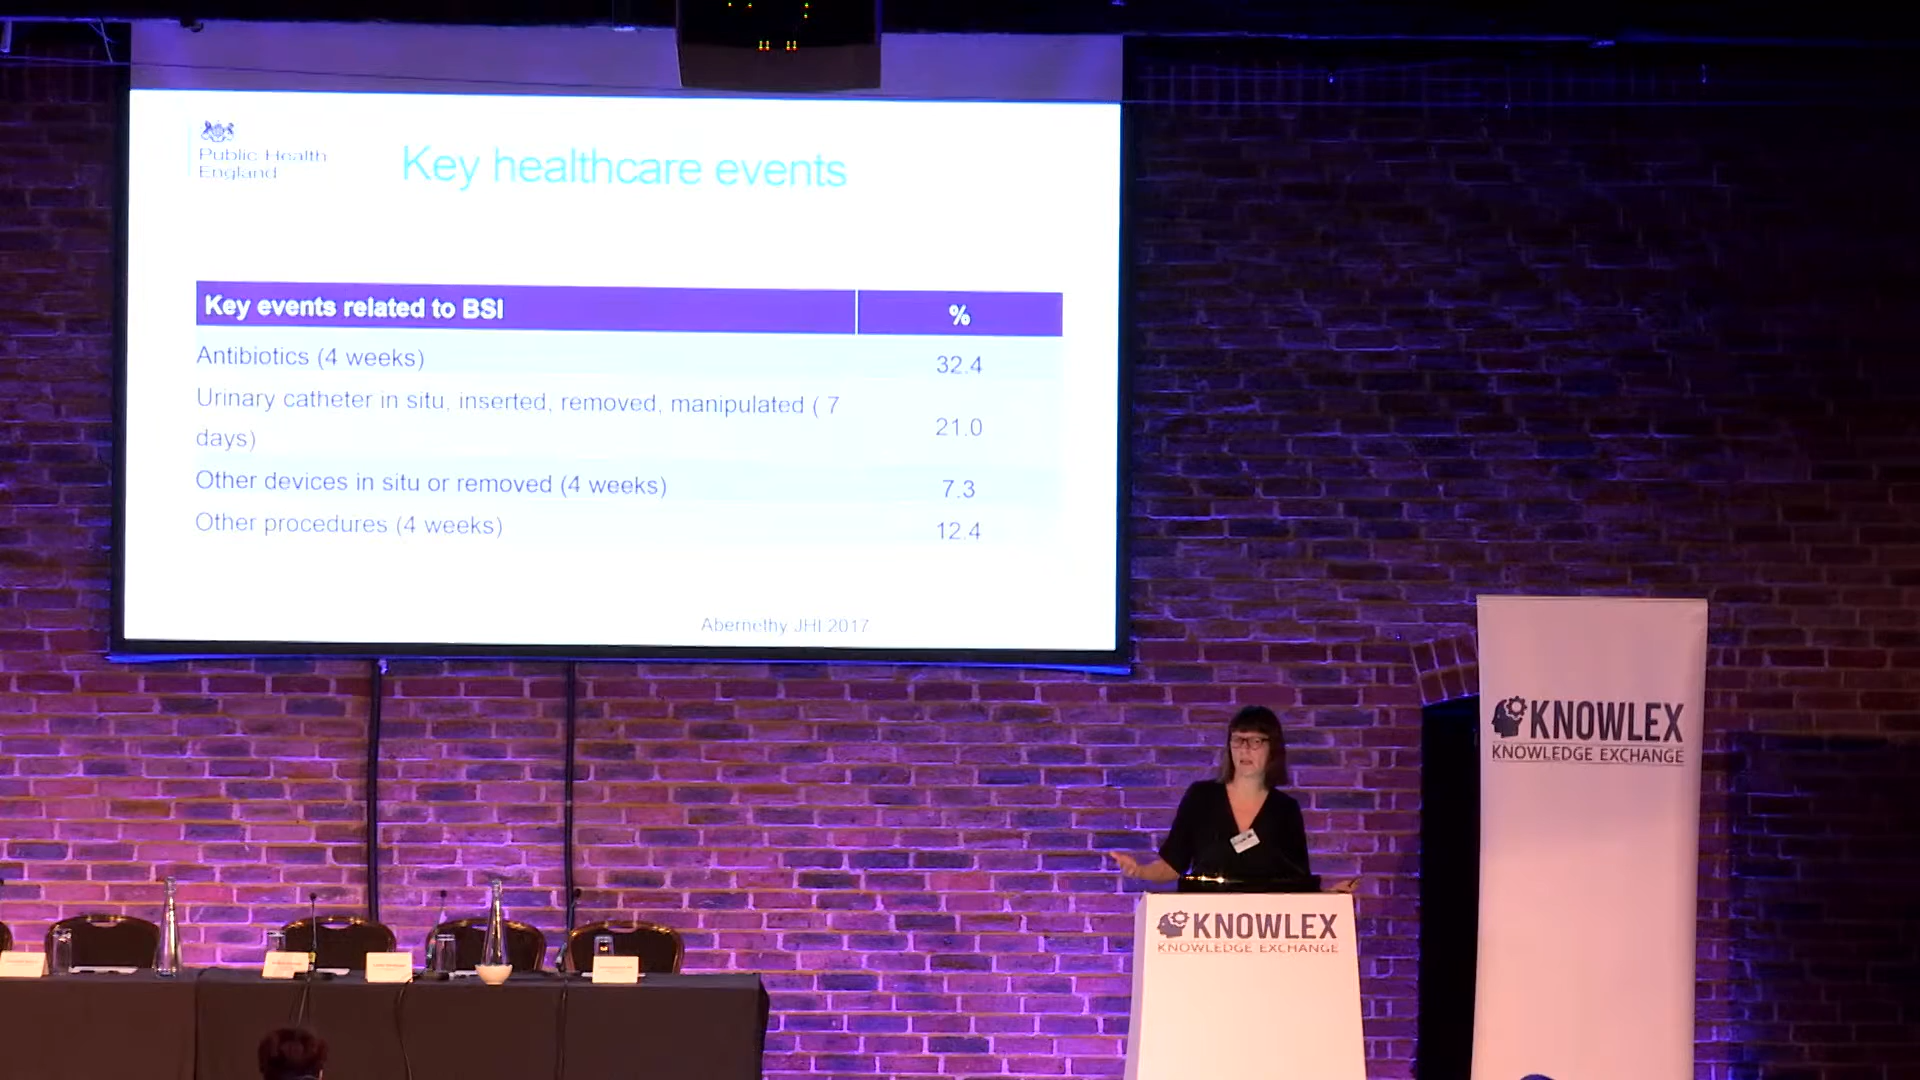 Public Health
England
Key healthcare events
Key events related to BSI %
Antibiotics (4 weeks) 32.4
Urinary catheter in situ, inserted, removed, manipulated ( 7
days) 21.0
Other devices in situ or removed (4 weeks) 7.3
Other procedures (4 weeks) 12.4
Abernethy JHI 2017
KNOWLEX
KNOWLEDGE EXCHANGE
KNOWLEX
KNOWLEDGE EXCHANGE